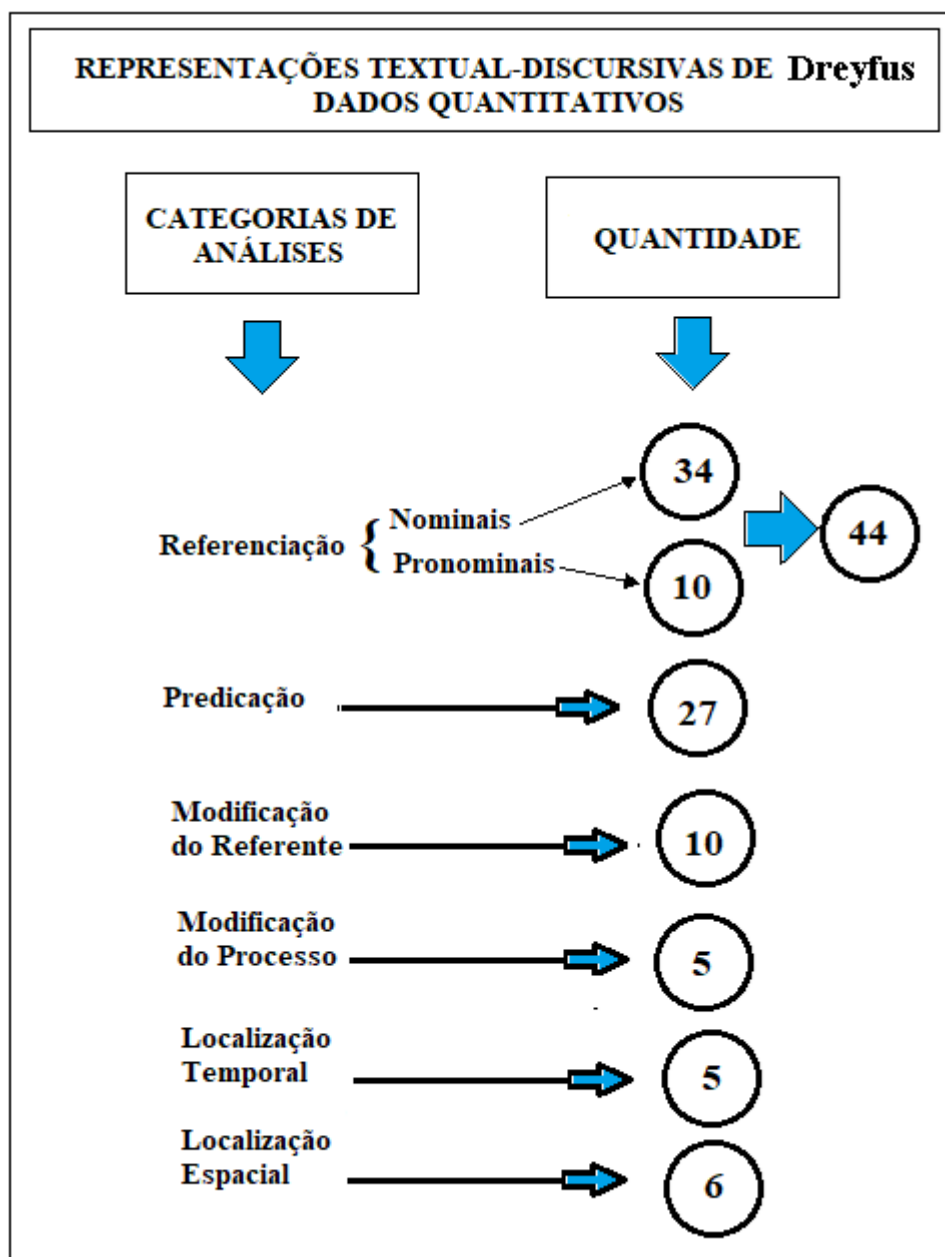 REPRESENTAÇÕES TEXTUAL-DISCURSIVAS DE Dreyfus
DADOS QUANTITATIVOS
CATEGORIAS DE
ANÁLISES
QUANTIDADE
34
Nominais
Referenciação {
Pronominais
44
10
Predicação
27
Modificação
do Referente
10
Modificação
do Processo
5
Localização
Temporal
5
Localização
Espacial
6